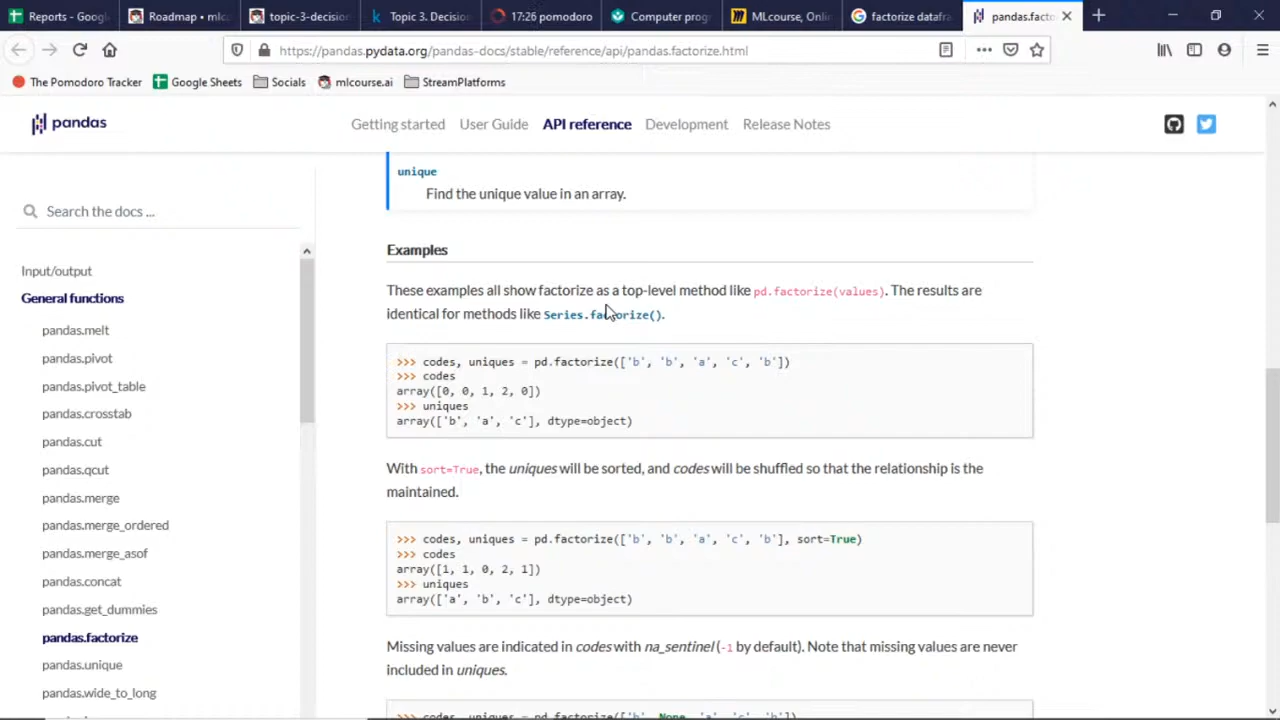 Reports - Googl
Roadmap • mlc
topic-3-decisio
Topic 3. Decisio
17:26 pomodoro
Computer prog
MLcourse, Onli
factorize datafra
pandas.facto
https://pandas.pydata.org/pandas-docs/stable/reference/api/pandas.factorize.html
The Pomodoro Tracker
Google Sheets
Socials
mlcourse.ai
StreamPlatforms
pandas
Getting started
User Guide
API reference
Development
Release Notes
Search the docs ...
Input/output
General functions
pandas.melt
pandas.pivot
pandas.pivot_table
pandas.crosstab
pandas.cut
pandas.qcut
pandas.merge
pandas.merge_ordered
pandas.merge_asof
pandas.concat
pandas.get_dummies
pandas.factorize
pandas.unique
pandas.wide_to_long
unique
Find the unique value in an array.
Examples
These examples all show factorize as a top-level method like pd.factorize(values). The results are
identical for methods like Series.factorize().
>>> codes, uniques = pd.factorize(['b', 'b', 'a', 'c', 'b'])
>>> codes
array([0, 0, 1, 2, 0])
>>> uniques
array(['b', 'a', 'c'], dtype=object)
With sort=True, the uniques will be sorted, and codes will be shuffled so that the relationship is the
maintained.
>>> codes, uniques = pd.factorize(['b', 'b', 'a', 'c', 'b'], sort=True)
>>> codes
array([1, 1, 0, 2, 1])
>>> uniques
array(['a', 'b', 'c'], dtype=object)
Missing values are indicated in codes with na_sentinel (-1 by default). Note that missing values are never
included in uniques.
>>> codes, uniques = pd.factorize(['b', None, 'a', 'c', 'b'])